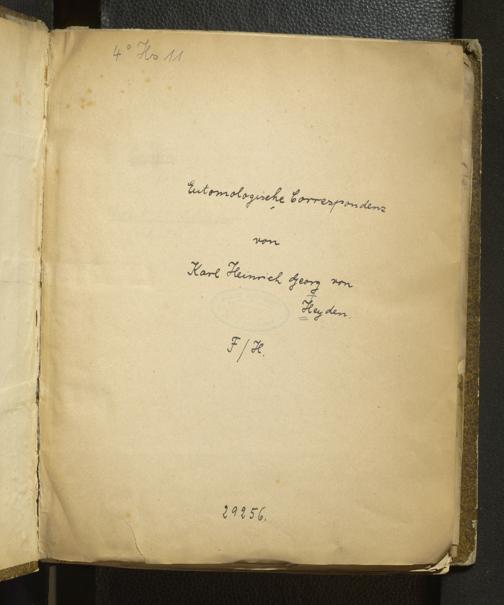 4° Hs 11
Entomologische Correspondenz
von
Karl Heinrich Georg von
Heyden.
F/H.
29256.